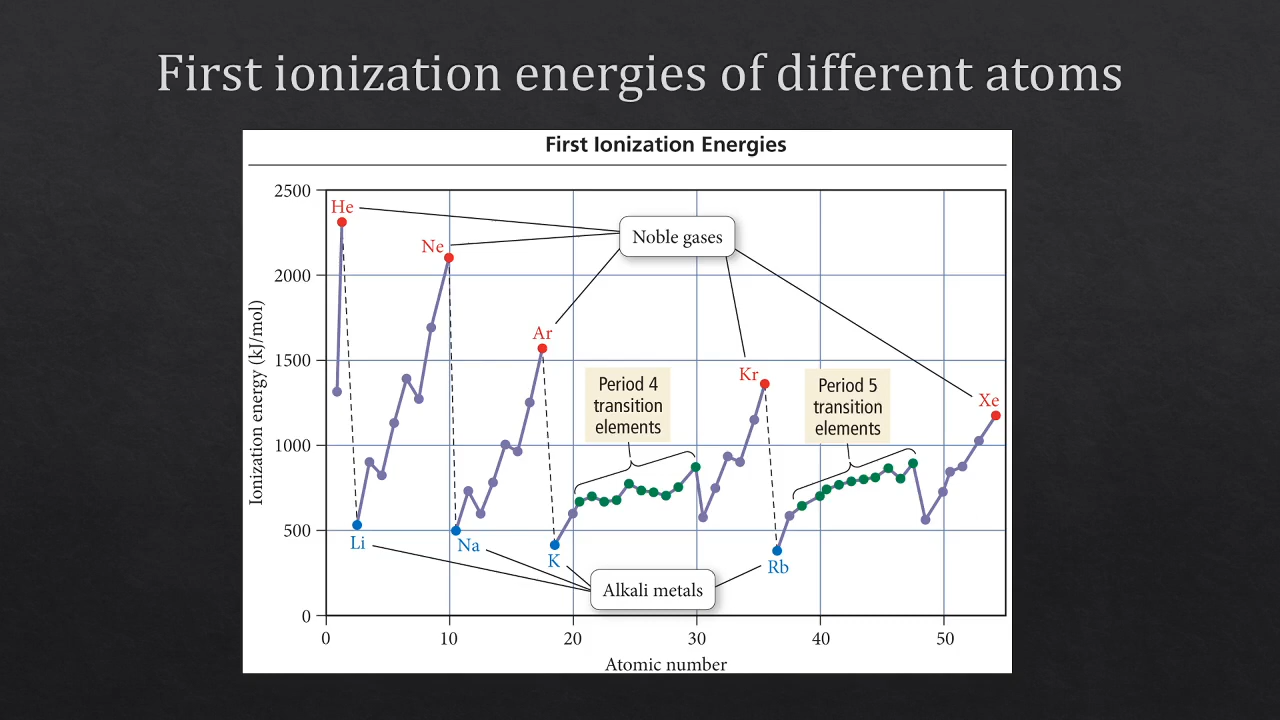 First ionization energies of different atoms
First Ionization Energies
Ionization energy (kJ/mol)
2500
2000
1500
1000
500
0
He
Ne
Noble gases
Ar
Kr
Xe
Period 4
transition
elements
Period 5
transition
elements
Li
Na
K
Rb
Alkali metals
0
10
20
30
40
50
Atomic number